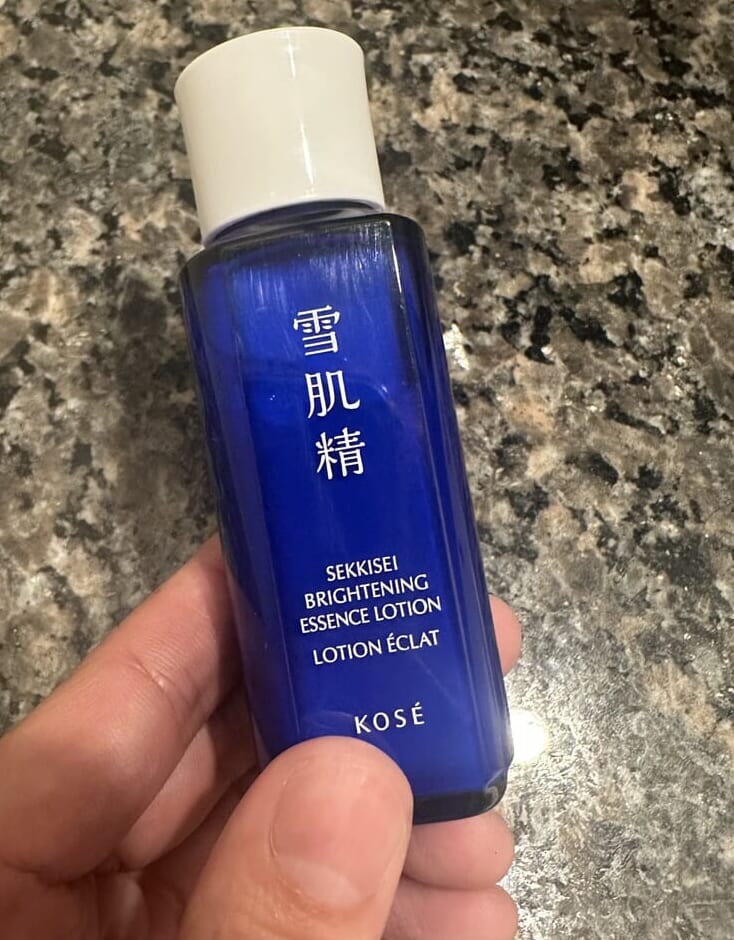 雪肌精
SEKKISEI
BRIGHTENING
ESSENCE LOTION
LOTION ÉCLAT
KOSÉ